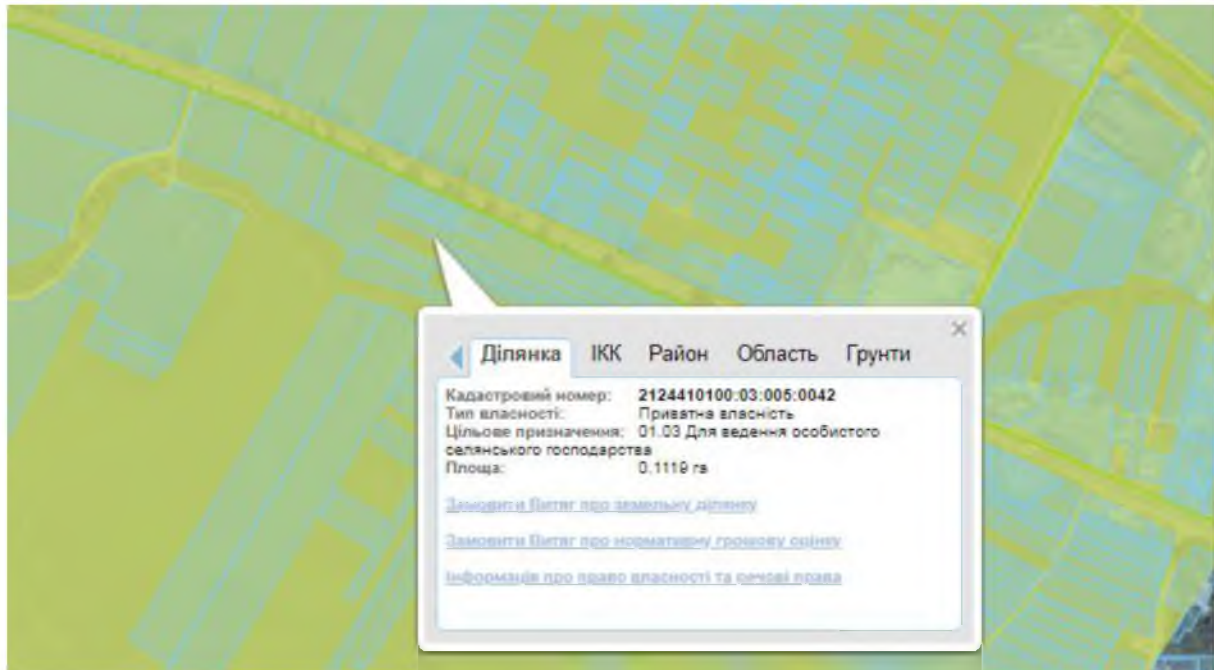 Ділянка ІКК Район Область Грунти
Кадастровий номер: 2124410100:03:005:0042
Тип власності: Приватна власність
Цільове призначення: 01.03 Для ведення особистого
селянського господарства
Площа: 0.1119 га
Замовити Витяг про земельну ділянку
Замовити Витяг про нормативну грошову оцінку
Інформація про право власності та речові права